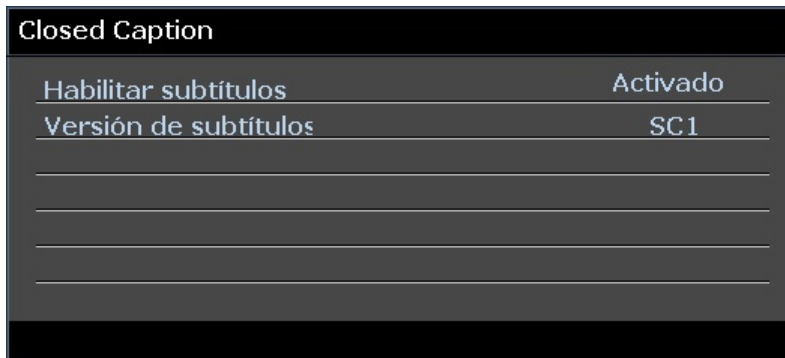 Closed Caption
Habilitar subtítulos Activado
Versión de subtítulos SC1